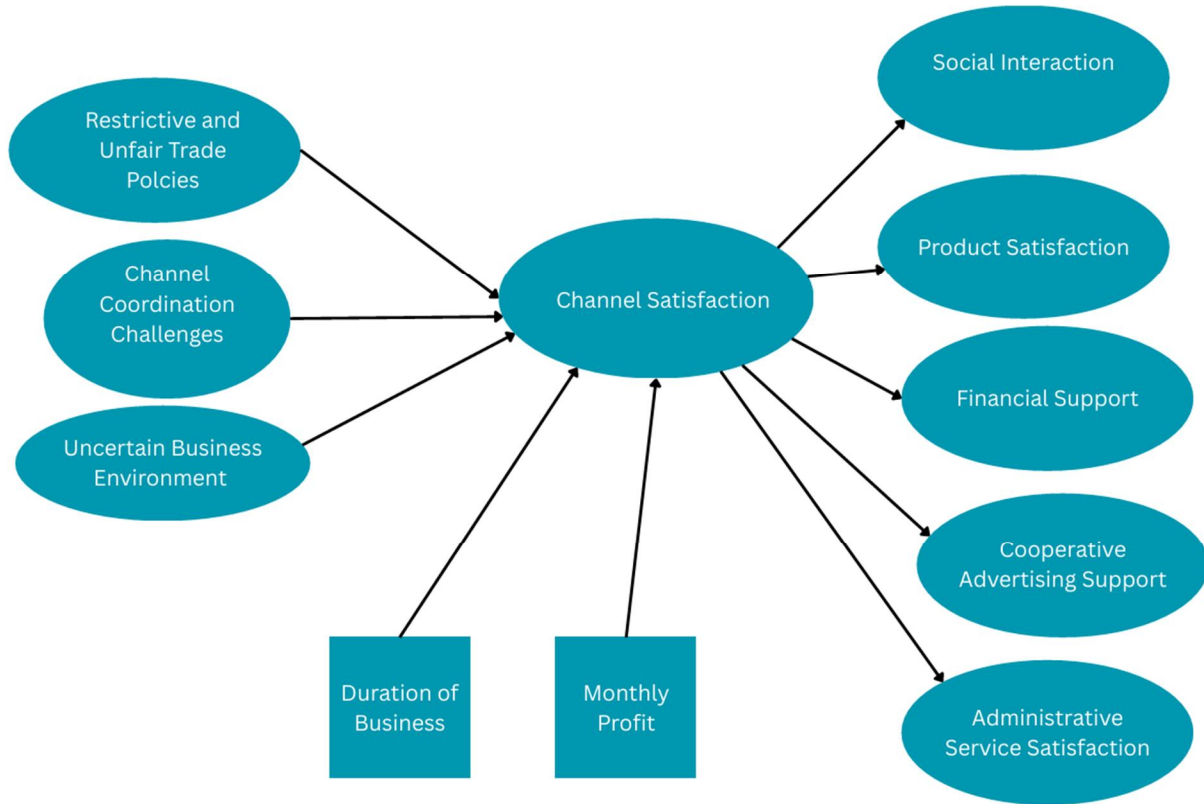 Restrictive and
Unfair Trade
Polcies
Channel
Coordination
Challenges
Uncertain Business
Environment
Channel Satisfaction
Duration of
Business
Monthly
Profit
Social Interaction
Product Satisfaction
Financial Support
Cooperative
Advertising Support
Administrative
Service Satisfaction